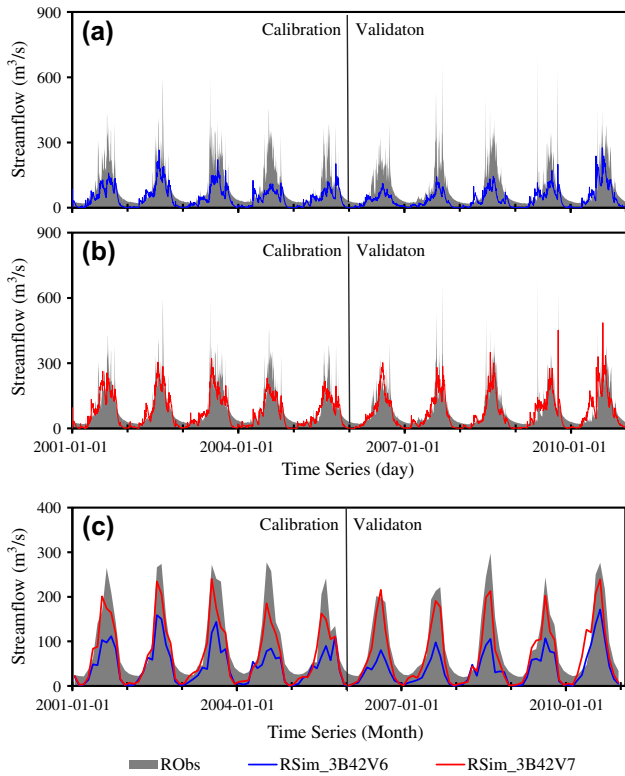 900
(a)
Calibration
Validaton
600
300
0
Streamflow (m³/s)
900
(b)
Calibration
Validaton
600
300
0
Streamflow (m³/s)
2001-01-01
2004-01-01
2007-01-01
2010-01-01
Time Series (day)
400
(c)
Calibration
Validaton
300
200
100
0
Streamflow (m³/s)
2001-01-01
2004-01-01
2007-01-01
2010-01-01
Time Series (Month)
RObs
RSim_3B42V6
RSim_3B42V7